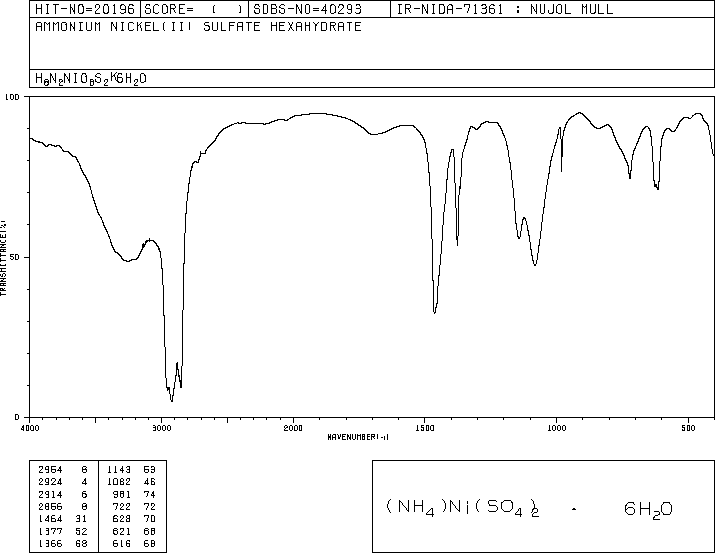 HIT-NO=20196 SCORE= ( ) SDBS-NO=40293 IR-NIDA-71361 : NUJOL MULL
AMMONIUM NICKEL(II) SULFATE HEXAHYDRATE
H8N2NIO8S2*6H2O
100
50
0
TRANSMITTANCE(%)
4000 3000 2000 1500 1000 500
WAVENUMBER(-1)
2954 6 1143 53
2924 4 1082 46
2914 6 981 74
2856 8 722 72
1464 31 628 70
1377 52 621 68
1366 68 616 68
(NH4)Ni(SO4)2 · 6H2O